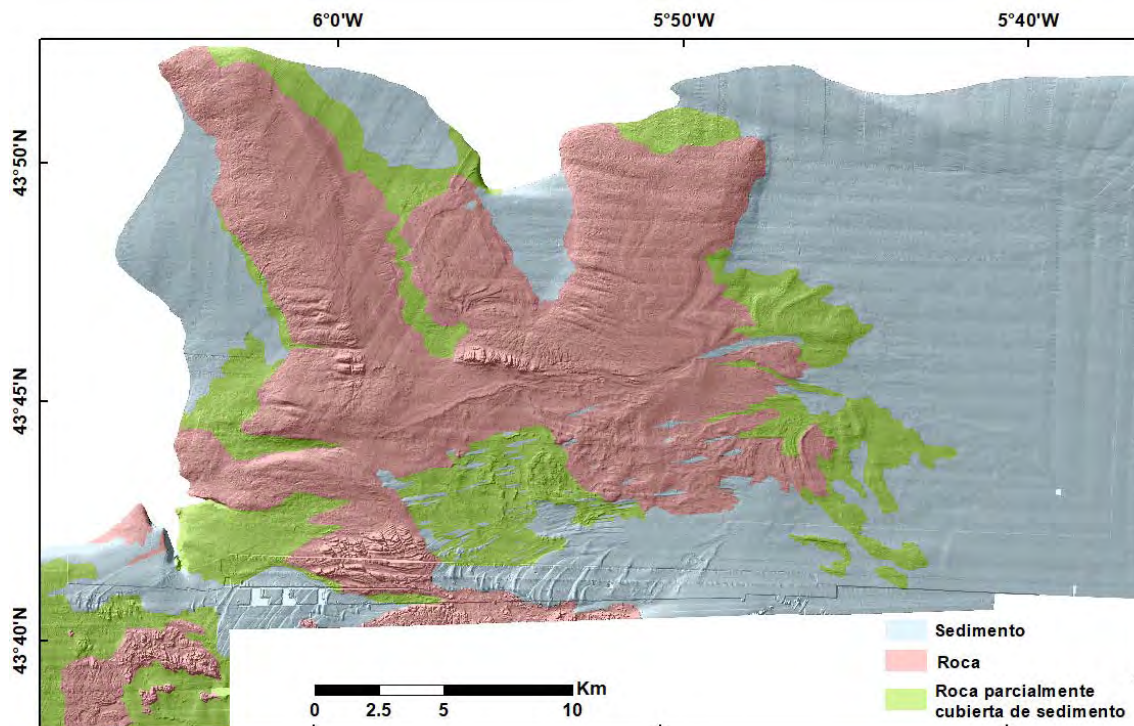 6°0'W 5°50'W 5°40'W
43°50'N
43°45'N
43°40'N
Sedimento
Roca
Roca parcialmente
cubierta de sedimento
Km
0 2.5 5 10